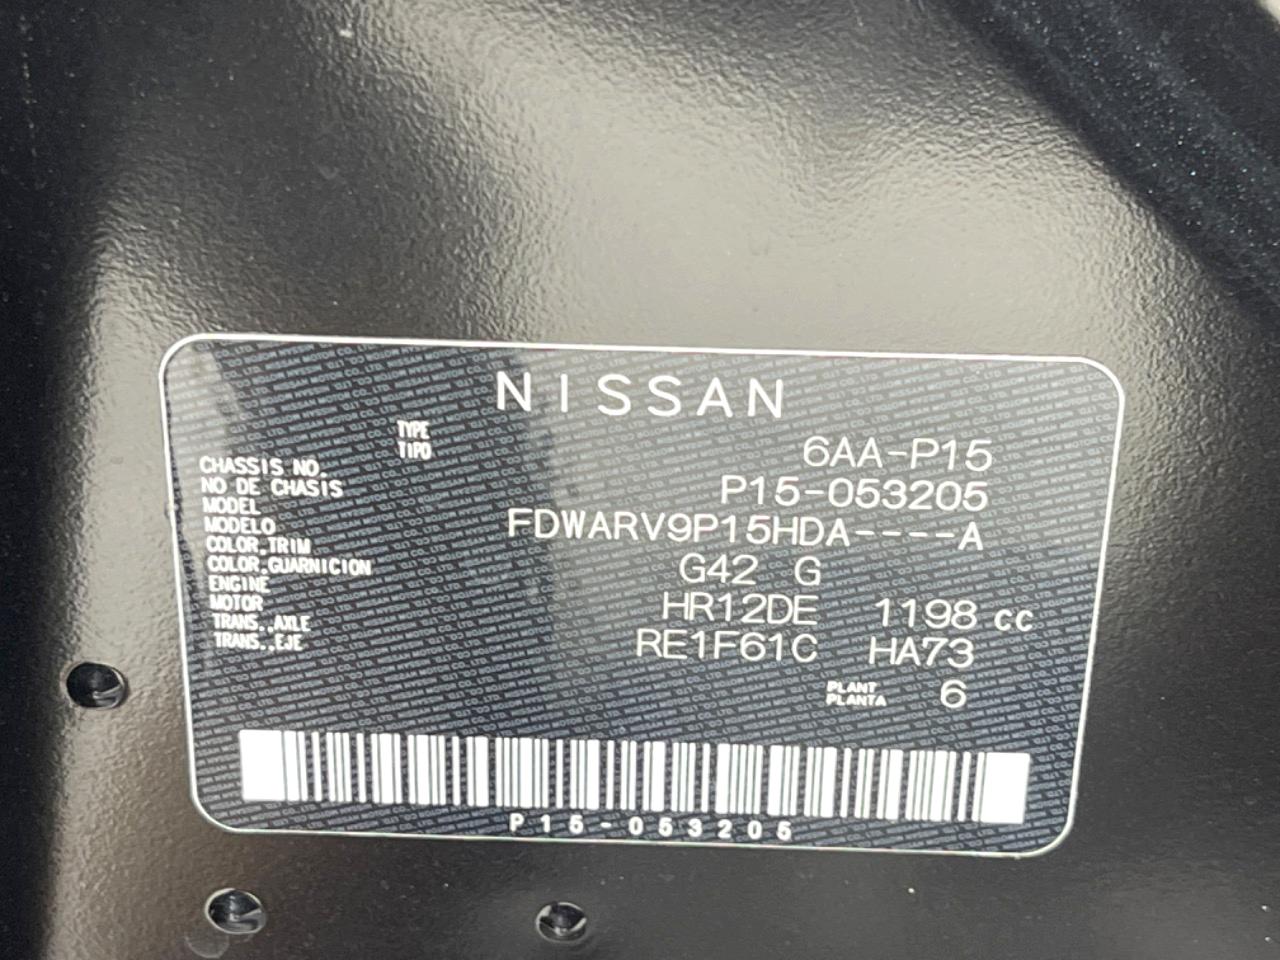 NISSAN
TYPE
TIPO
6AA-P15
CHASSIS NO.
NO DE CHASIS
P15-053205
MODEL
MODELO
FDWARV9P15HDA----A
COLOR,TRIM
COLOR,GUARNICION
G42 G
ENGINE
MOTOR
HR12DE 1198 cc
TRANS.,AXLE
TRANS.,EJE
RE1F61C HA73
PLANT
PLANTA
6
P15-053205